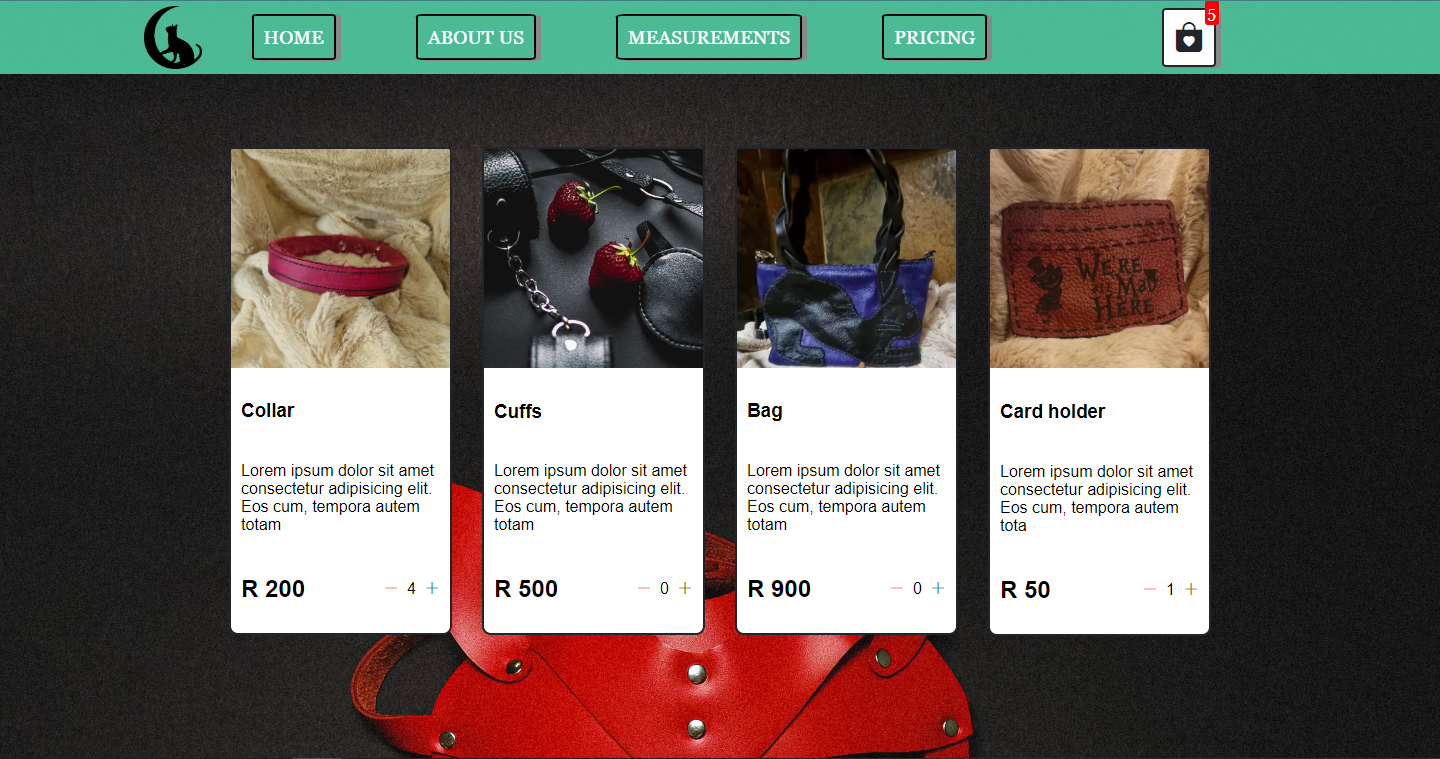 HOME
ABOUT US
MEASUREMENTS
PRICING
5
WE'RE
ALL MAD
HERE
Collar
Cuffs
Bag
Card holder
Lorem ipsum dolor sit amet
consectetur adipisicing elit.
Eos cum, tempora autem
totam
Lorem ipsum dolor sit amet
consectetur adipisicing elit.
Eos cum, tempora autem
totam
Lorem ipsum dolor sit amet
consectetur adipisicing elit.
Eos cum, tempora autem
totam
Lorem ipsum dolor sit amet
consectetur adipisicing elit.
Eos cum, tempora autem
tota
R 200 − 4 +
R 500 − 0 +
R 900 − 0 +
R 50 − 1 +